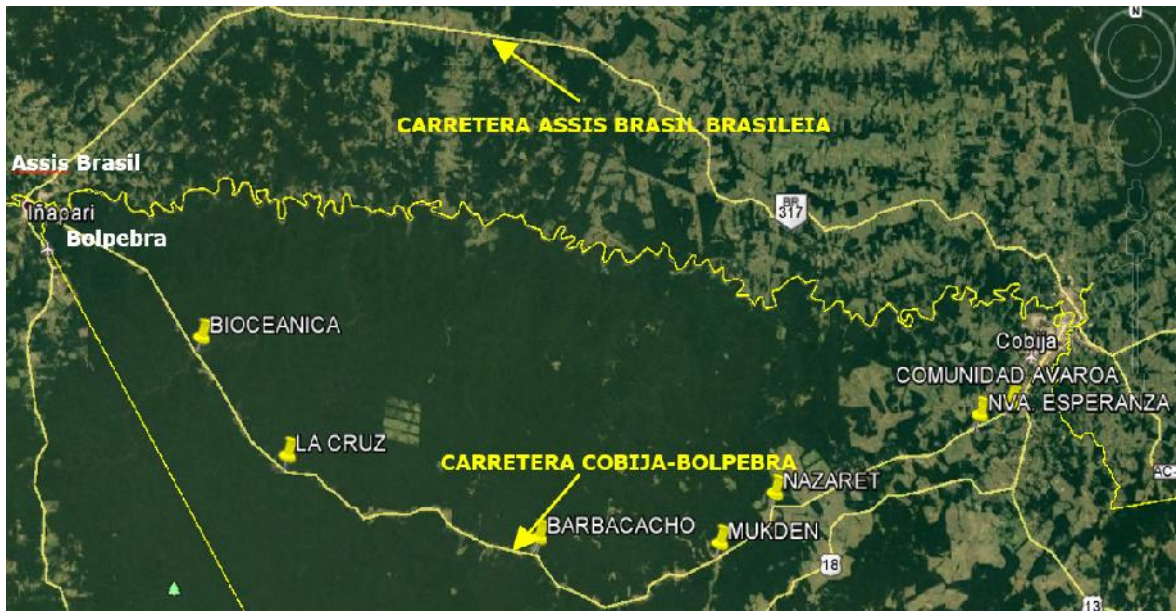 N
CARRETERA ASSIS BRASIL BRASILEIA
Assis Brasil
Iñapari
BR
317
Bolpebra
BIOCEANICA
Cobija
COMUNIDAD AVAROA
NVA. ESPERANZA
LA CRUZ
CARRETERA COBIJA-BOLPEBRA
AC-
NAZARET
BARBACACHO
MUKDEN
18
13